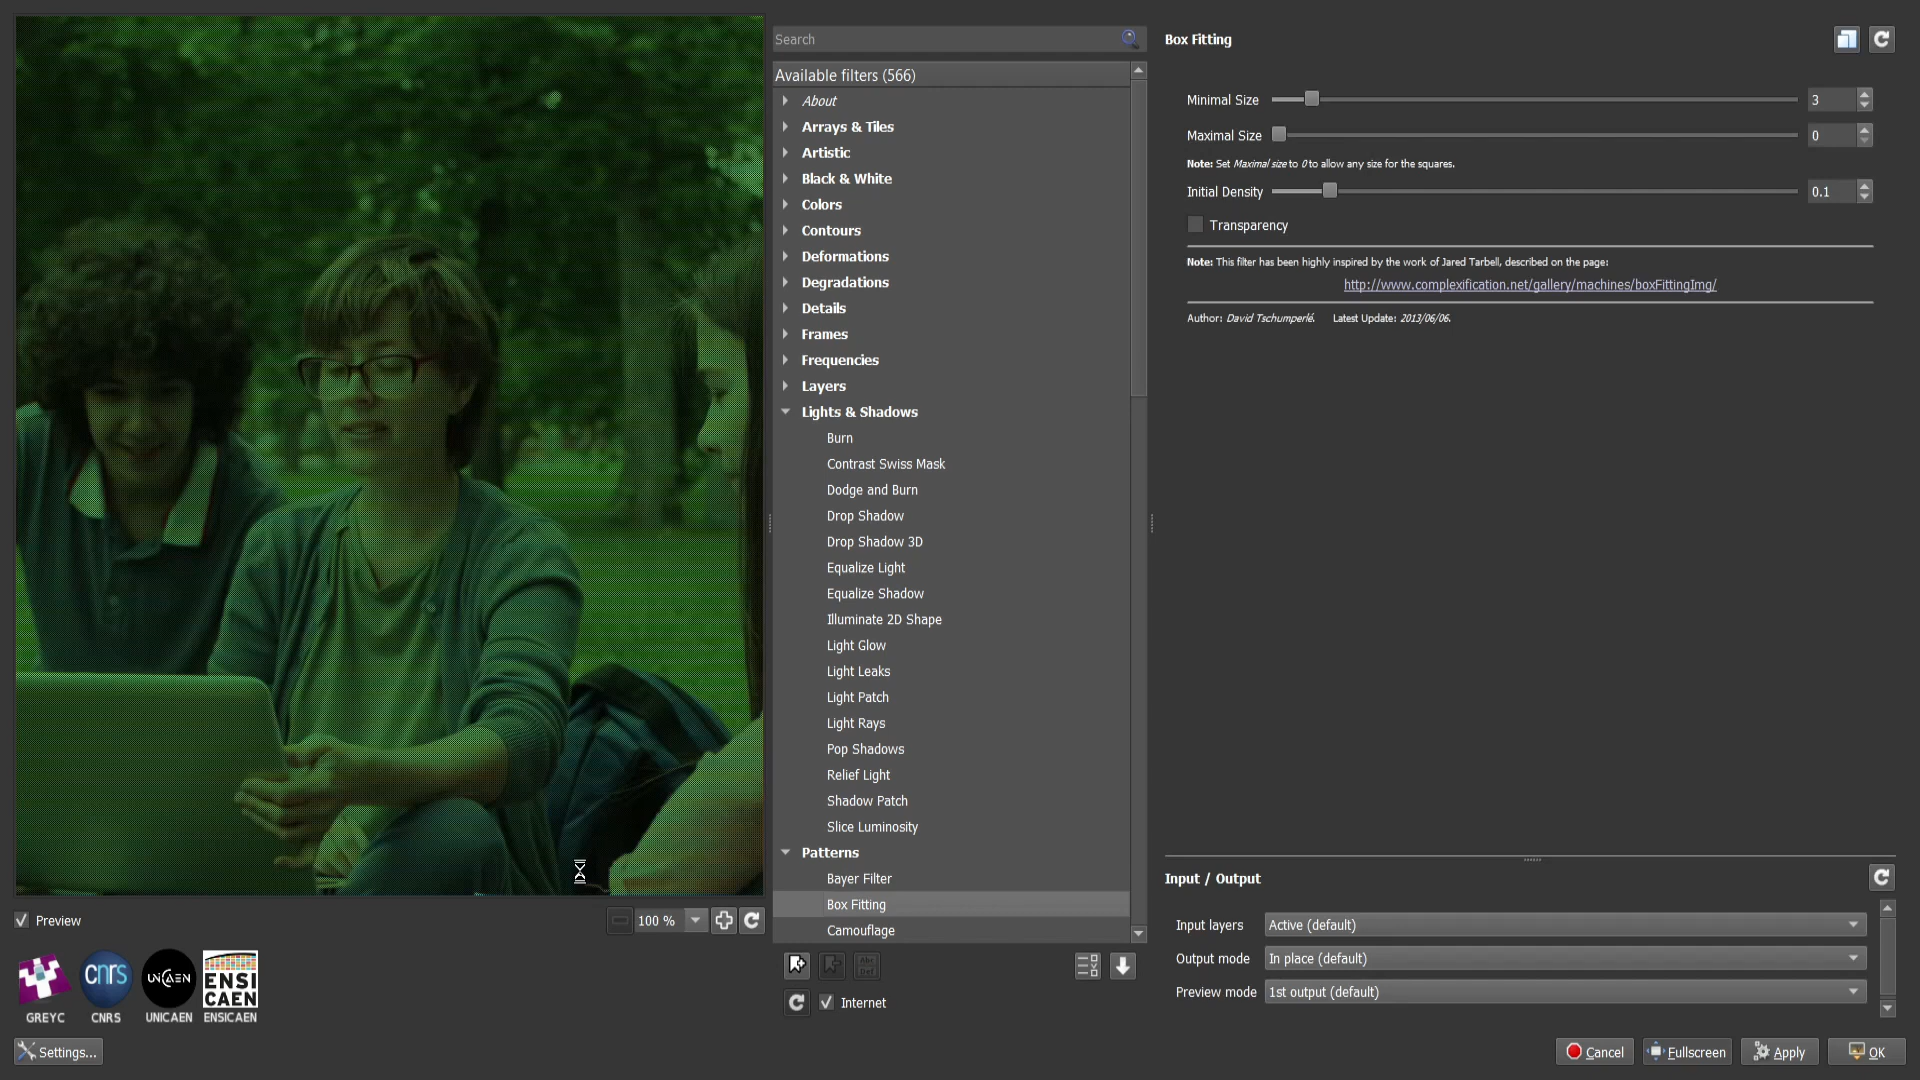 Search
Available filters (566)
About
Arrays & Tiles
Artistic
Black & White
Colors
Contours
Deformations
Degradations
Details
Frames
Frequencies
Layers
Lights & Shadows
Burn
Contrast Swiss Mask
Dodge and Burn
Drop Shadow
Drop Shadow 3D
Equalize Light
Equalize Shadow
Illuminate 2D Shape
Light Glow
Light Leaks
Light Patch
Light Rays
Pop Shadows
Relief Light
Shadow Patch
Slice Luminosity
Patterns
Bayer Filter
Box Fitting
Camouflage
Internet
Box Fitting
Minimal Size 3
Maximal Size 0
Note: Set Maximal size to 0 to allow any size for the squares.
Initial Density 0.1
Transparency
Note: This filter has been highly inspired by the work of Jared Tarbell, described on the page:
http://www.complexification.net/gallery/machines/boxFittingImg/
Author: David Tschumperlé. Latest Update: 2013/06/06.
Input / Output
Input layers Active (default)
Output mode In place (default)
Preview mode 1st output (default)
Preview
100 %
cnrs
UNICAEN
ENSI
CAEN
GREYC CNRS UNICAEN ENSICAEN
Settings...
Cancel Fullscreen Apply OK